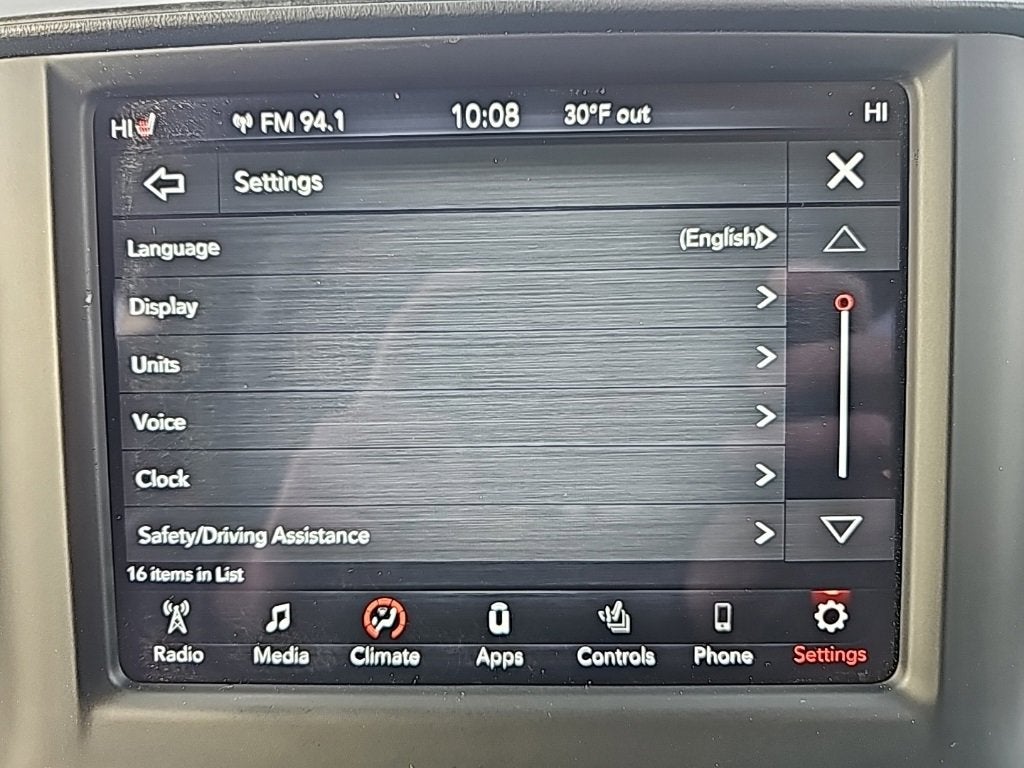 HI FM 94.1 10:08 30°F out HI
Settings
Language (English)
Display
Units
Voice
Clock
Safety/Driving Assistance
16 items in List
Radio Media Climate Apps Controls Phone Settings